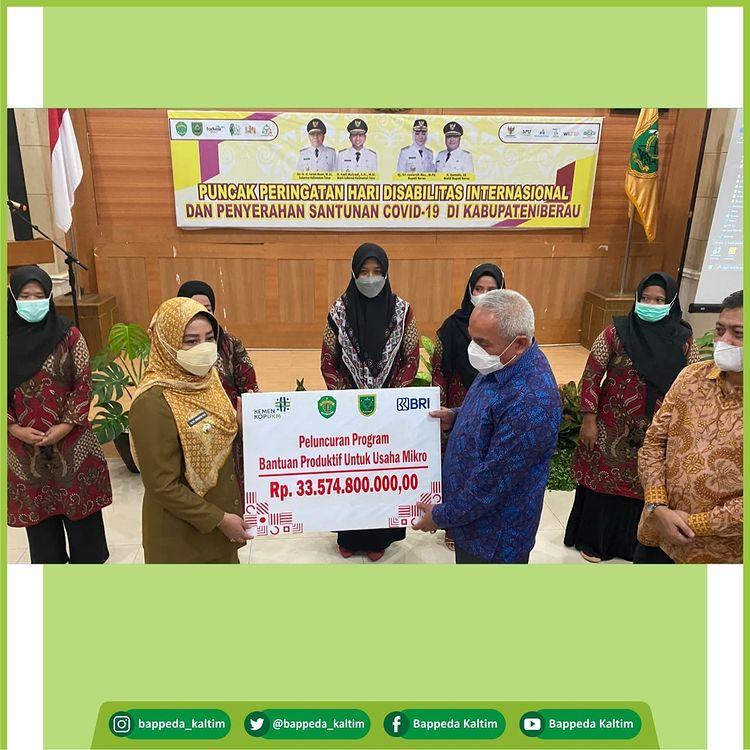 PUNCAK PERINGATAN HARI DISABILITAS INTERNASIONAL
DAN PENYERAHAN SANTUNAN COVID-19 DI KABUPATEN BERAU
KEMEN
KOPUKM
BRI
Peluncuran Program
Bantuan Produktif Untuk Usaha Mikro
Rp. 33.574.800.000,00
bappeda_kaltim
@bappeda_kaltim
Bappeda Kaltim
Bappeda Kaltim